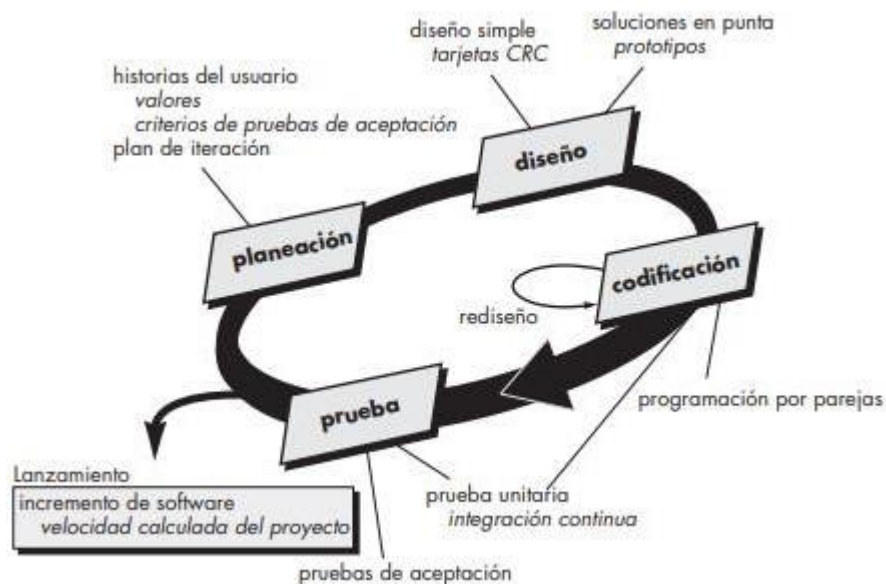 diseño simple
tarjetas CRC
soluciones en punta
prototipos
historias del usuario
valores
criterios de pruebas de aceptación
plan de iteración
diseño
planeación
codificación
rediseño
prueba
programación por parejas
Lanzamiento
incremento de software
velocidad calculada del proyecto
prueba unitaria
integración continua
pruebas de aceptación